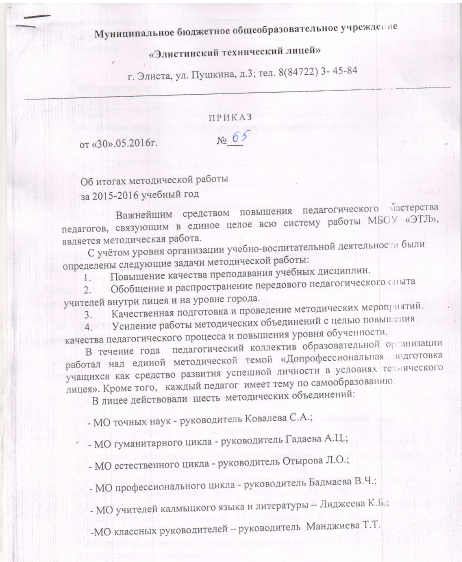 Муниципальное бюджетное общеобразовательное учреждение
«Элистинский технический лицей»
г. Элиста, ул. Пушкина, д.3; тел. 8(84722) 3- 45-84
ПРИКАЗ
от «30».05.2016г. № 65
Об итогах методической работы
за 2015-2016 учебный год
Важнейшим средством повышения педагогического мастерства
педагогов, связующим в единое целое всю систему работы МБОУ «ЭТЛ»,
является методическая работа.
С учётом уровня организации учебно-воспитательной деятельности были
определены следующие задачи методической работы:
1. Повышение качества преподавания учебных дисциплин.
2. Обобщение и распространение передового педагогического опыта
учителей внутри лицея и на уровне города.
3. Качественная подготовка и проведение методических мероприятий.
4. Усиление работы методических объединений с целью повышения
качества педагогического процесса и повышения уровня обученности.
В течение года педагогический коллектив образовательной организации
работал над единой методической темой «Допрофессиональная подготовка
учащихся как средство развития успешной личности в условиях технического
лицея». Кроме того, каждый педагог имеет тему по самообразованию.
В лицее действовали шесть методических объединений:
- МО точных наук - руководитель Ковалева С.А.;
- МО гуманитарного цикла - руководитель Гадаева А.Ц.;
- МО естественного цикла - руководитель Отырова Л.О.;
- МО профессионального цикла - руководитель Бадмаева В.Ч.;
- МО учителей калмыцкого языка и литературы – Лиджеева К.Б.;
-МО классных руководителей – руководитель Манджиева Т.Т.